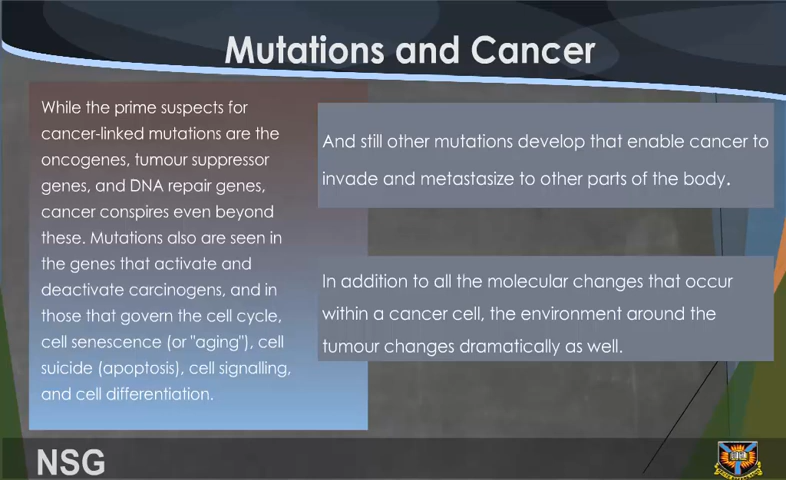 Mutations and Cancer
While the prime suspects for
cancer-linked mutations are the
oncogenes, tumour suppressor
genes, and DNA repair genes,
cancer conspires even beyond
these. Mutations also are seen in
the genes that activate and
deactivate carcinogens, and in
those that govern the cell cycle,
cell senescence (or "aging"), cell
suicide (apoptosis), cell signalling,
and cell differentiation.
And still other mutations develop that enable cancer to
invade and metastasize to other parts of the body.
In addition to all the molecular changes that occur
within a cancer cell, the environment around the
tumour changes dramatically as well.
NSG